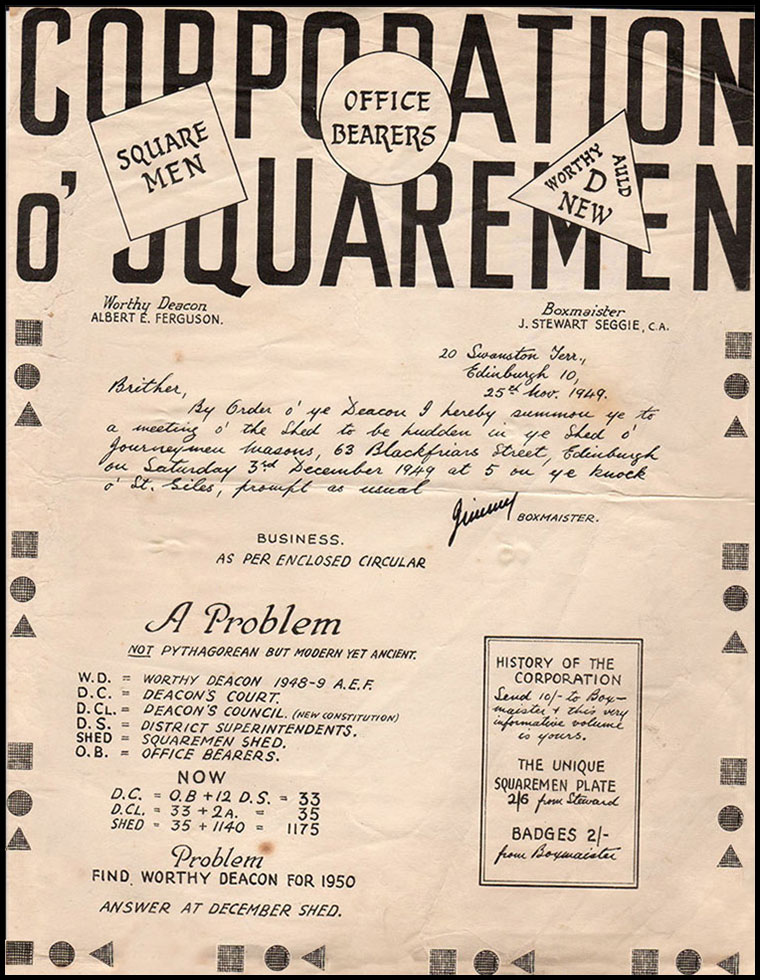 CORPORATION
o' SQUAREMEN
SQUARE
MEN
OFFICE
BEARERS
WORTHY
AULD
D
NEW
Worthy Deacon
ALBERT E. FERGUSON.
Boxmaister
J. STEWART SEGGIE, C.A.
20 Swanston Terr.,
Edinburgh 10,
25th Nov. 1949.
Brither,
By Order o' ye Deacon I hereby summon ye to
a meeting o' the Shed to be hudden in ye Shed o'
Journeymen Masons, 63 Blackfriars Street, Edinburgh
on Saturday 3rd December 1949 at 5 on ye knock
o' St. Giles, prompt as usual
Jimmy BOXMAISTER.
BUSINESS.
AS PER ENCLOSED CIRCULAR
A Problem
NOT PYTHAGOREAN BUT MODERN YET ANCIENT.
W.D. = WORTHY DEACON 1948-9 A.E.F.
D.C. = DEACON'S COURT.
D.CL. = DEACON'S COUNCIL. (NEW CONSTITUTION)
D.S. = DISTRICT SUPERINTENDENTS.
SHED = SQUAREMEN SHED.
O.B. = OFFICE BEARERS.
NOW
D.C. = O.B + 12 D.S. = 33
D.CL. = 33 + 2A. = 35
SHED = 35 + 1140 = 1175
Problem
FIND WORTHY DEACON FOR 1950
ANSWER AT DECEMBER SHED.
HISTORY OF THE
CORPORATION
Send 10/- to Box-
maister & this very
informative volume
is yours.
THE UNIQUE
SQUAREMEN PLATE
2/6 from Steward
BADGES 2/-
from Boxmaister